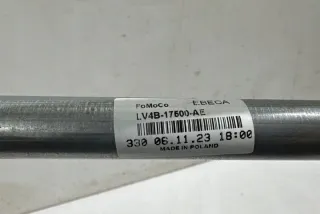 FoMoCo EBECA
LV4B-17500-AE
330 06.11.23 18:00
MADE IN POLAND